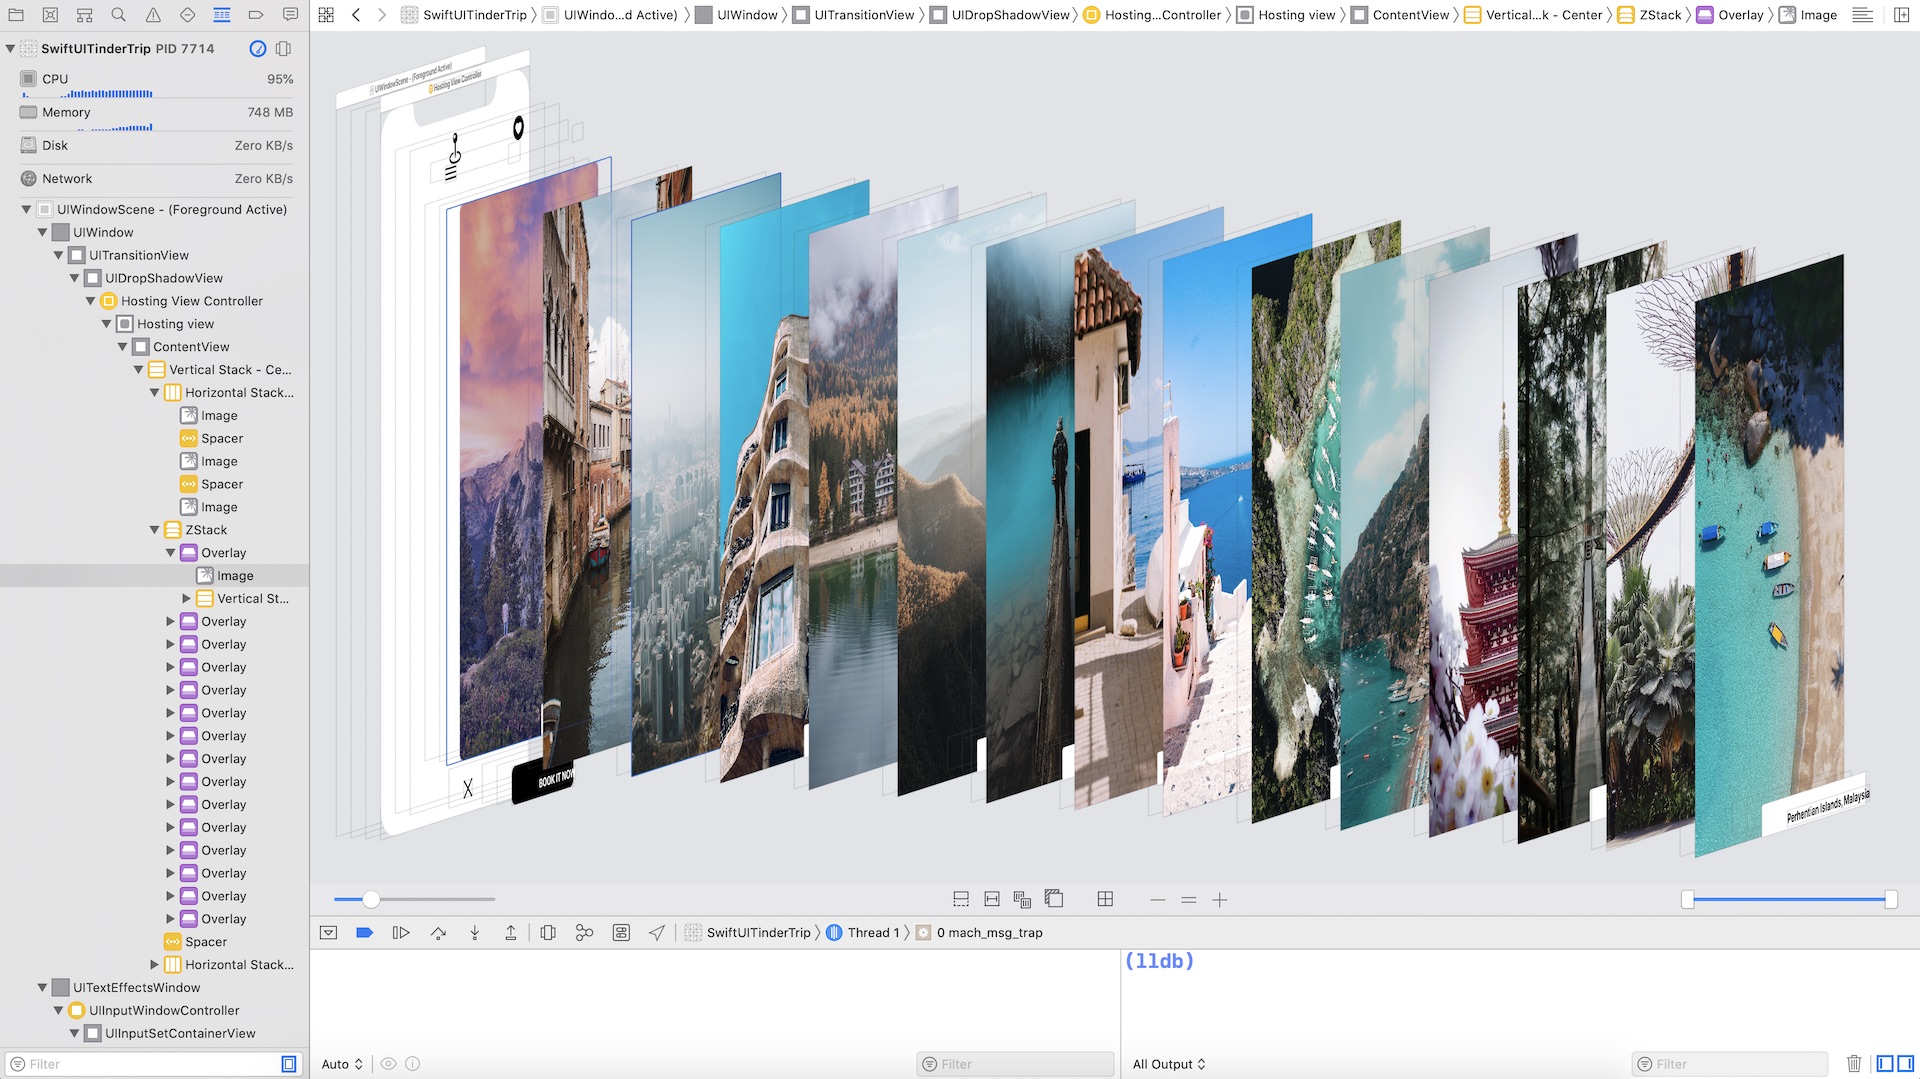 SwiftUITinderTrip
UIWindo...d Active)
UIWindow
UITransitionView
UIDropShadowView
Hosting...Controller
Hosting view
ContentView
Vertical...k - Center
ZStack
Overlay
Image
SwiftUITinderTrip PID 7714
CPU 95%
Memory 748 MB
Disk Zero KB/s
Network Zero KB/s
UIWindowScene - (Foreground Active)
UIWindow
UITransitionView
UIDropShadowView
Hosting View Controller
Hosting view
ContentView
Vertical Stack - Ce...
Horizontal Stack...
Image
Spacer
Image
Spacer
Image
ZStack
Overlay
Image
Vertical St...
Overlay
Overlay
Overlay
Overlay
Overlay
Overlay
Overlay
Overlay
Overlay
Overlay
Overlay
Overlay
Overlay
Overlay
Spacer
Horizontal Stack...
UITextEffectsWindow
UIInputWindowController
UIInputSetContainerView
Filter
UIWindowScene - (Foreground Active)
Hosting View Controller
X
BOOK IT NOW
Perhentian Islands, Malaysia
SwiftUITinderTrip
Thread 1
0 mach_msg_trap
(lldb)
Auto
Filter
All Output
Filter